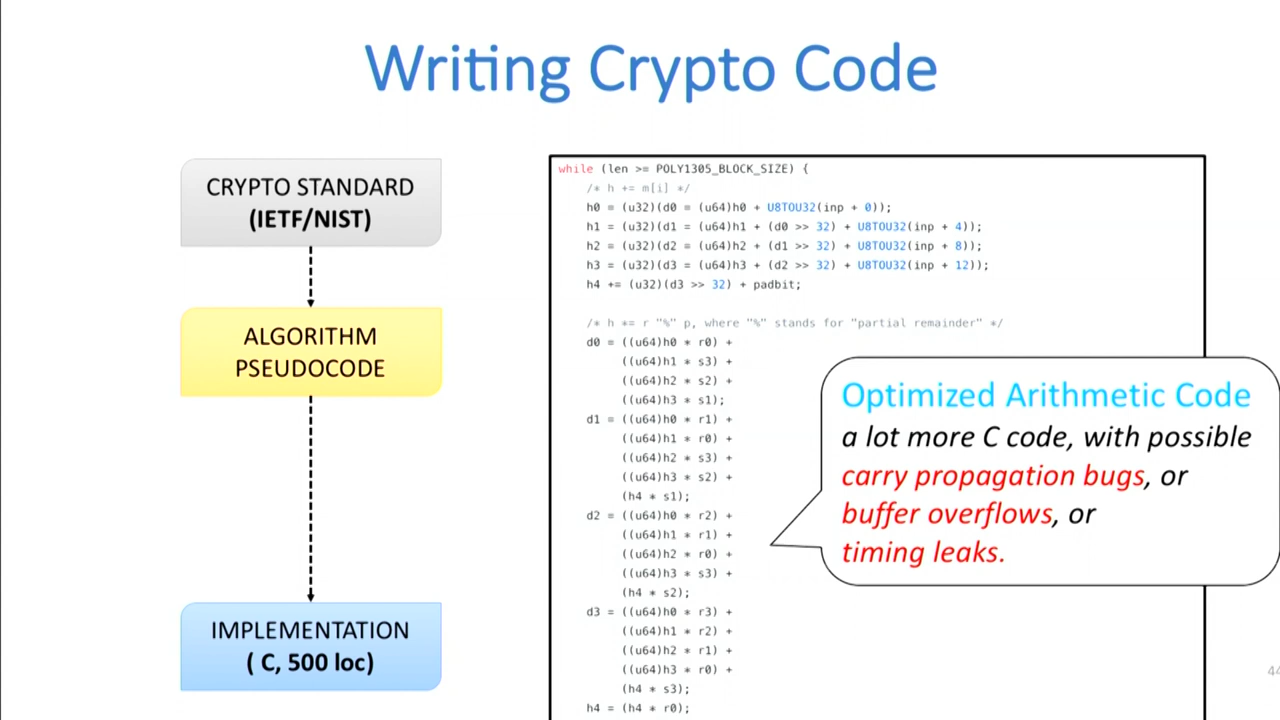 Writing Crypto Code
CRYPTO STANDARD
(IETF/NIST)
ALGORITHM
PSEUDOCODE
IMPLEMENTATION
( C, 500 loc)
while (len >= POLY1305_BLOCK_SIZE) {
/* h += m[i] */
h0 = (u32)(d0 = (u64)h0 + U8TOU32(inp + 0));
h1 = (u32)(d1 = (u64)h1 + (d0 >> 32) + U8TOU32(inp + 4));
h2 = (u32)(d2 = (u64)h2 + (d1 >> 32) + U8TOU32(inp + 8));
h3 = (u32)(d3 = (u64)h3 + (d2 >> 32) + U8TOU32(inp + 12));
h4 += (u32)(d3 >> 32) + padbit;
/* h *= r "%" p, where "%" stands for "partial remainder" */
d0 = ((u64)h0 * r0) +
((u64)h1 * s3) +
((u64)h2 * s2) +
((u64)h3 * s1);
d1 = ((u64)h0 * r1) +
((u64)h1 * r0) +
((u64)h2 * s3) +
((u64)h3 * s2) +
(h4 * s1);
d2 = ((u64)h0 * r2) +
((u64)h1 * r1) +
((u64)h2 * r0) +
((u64)h3 * s3) +
(h4 * s2);
d3 = ((u64)h0 * r3) +
((u64)h1 * r2) +
((u64)h2 * r1) +
((u64)h3 * r0) +
(h4 * s3);
h4 = (h4 * r0);
Optimized Arithmetic Code
a lot more C code, with possible
carry propagation bugs, or
buffer overflows, or
timing leaks.
44